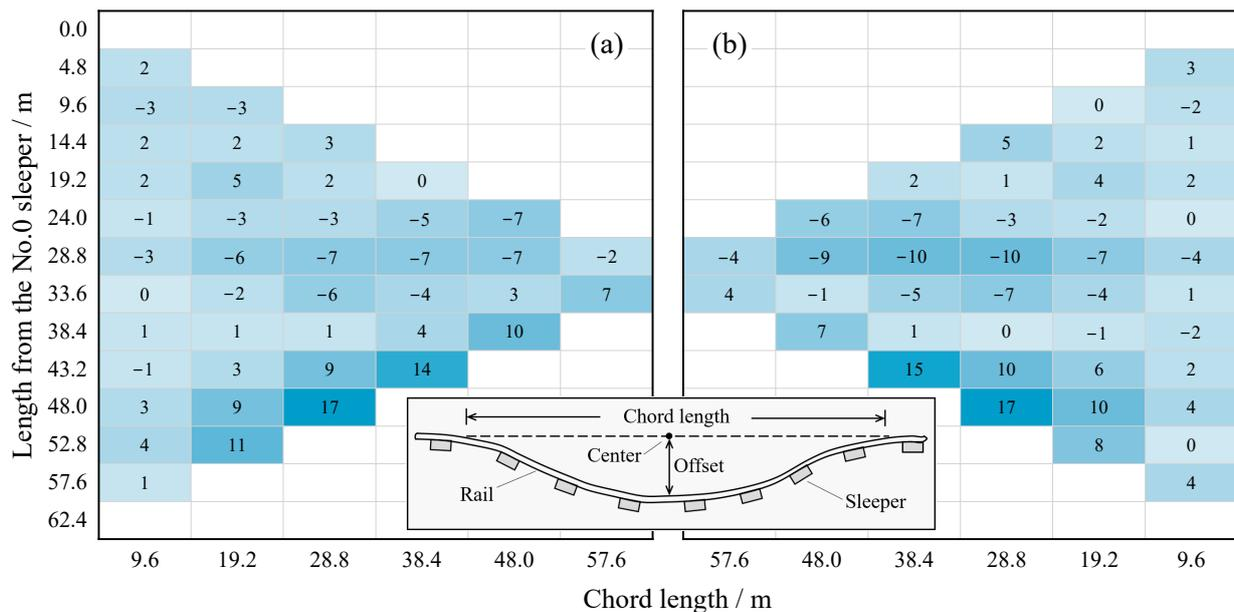 (a) (b)
0.0
4.8 2 3
9.6 −3 −3 0 −2
14.4 2 2 3 5 2 1
19.2 2 5 2 0 2 1 4 2
24.0 −1 −3 −3 −5 −7 −6 −7 −3 −2 0
28.8 −3 −6 −7 −7 −7 −2 −4 −9 −10 −10 −7 −4
33.6 0 −2 −6 −4 3 7 4 −1 −5 −7 −4 1
38.4 1 1 1 4 10 7 1 0 −1 −2
43.2 −1 3 9 14 15 10 6 2
48.0 3 9 17 17 10 4
52.8 4 11 8 0
57.6 1 4
62.4
Length from the No.0 sleeper / m
Chord length
Center
Offset
Rail
Sleeper
9.6 19.2 28.8 38.4 48.0 57.6 57.6 48.0 38.4 28.8 19.2 9.6
Chord length / m